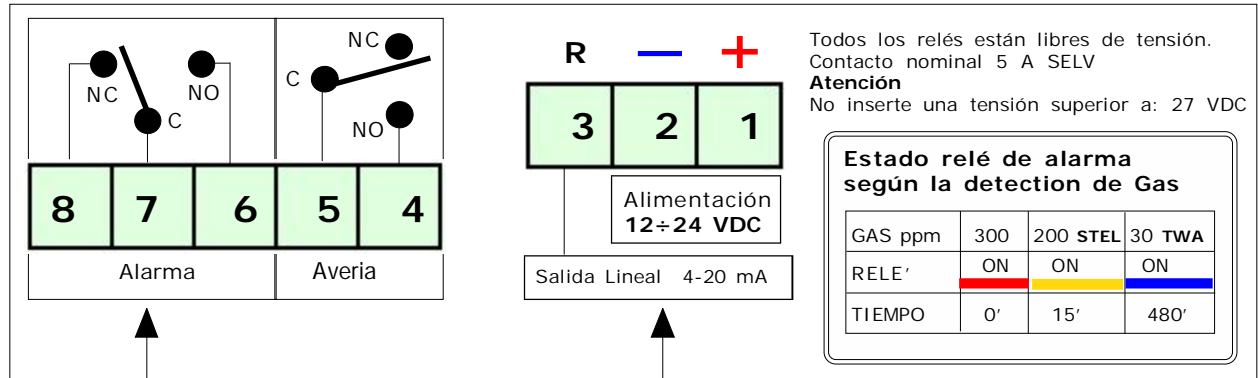 NC
NO
C
NC
C
NO
8 7 6 5 4
Alarma
Averia
R − +
3 2 1
Alimentación
12÷24 VDC
Salida Lineal 4-20 mA
Todos los relés están libres de tensión.
Contacto nominal 5 A SELV
Atención
No inserte una tensión superior a: 27 VDC
Estado relé de alarma
según la detection de Gas
GAS ppm 300 200 STEL 30 TWA
RELE' ON ON ON
TIEMPO 0' 15' 480'